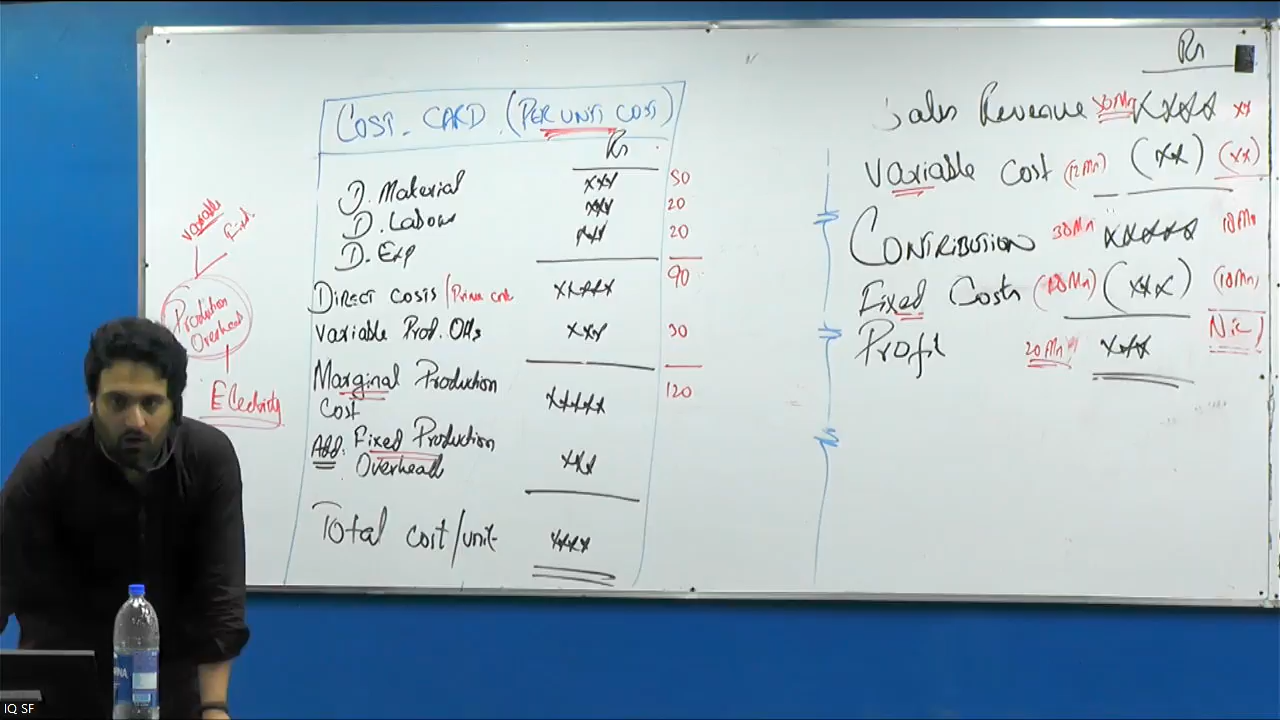 COST CARD (PER UNIT COST)
Rs
D. Material xxx 50
D. Labour xxx 20
D. Exp xxx 20
90
DIRECT COSTS / Prime cost xxxxx
Variable Prod. OHs xxx 30
Marginal Production
Cost xxxxx 120
Add: Fixed Production
Overhead xxx
Total cost/unit xxxx
Variable
Fixed
Production
Overhead
Electricity
Rs
Sales Revenue xxxx xx
Variable Cost (12Mn) (xx) (xx)
CONTRIBUTION 30Mn xxxxx 10Mn
Fixed Costs (10Mn) (xxx) (10Mn)
Profit 20Mn xxx Nil
IQ SF